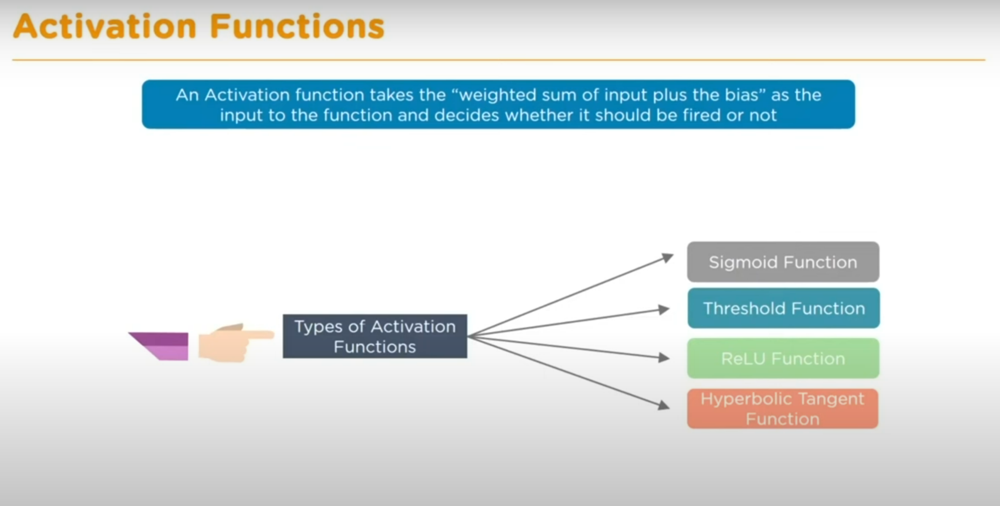 Activation Functions
An Activation function takes the “weighted sum of input plus the bias” as the
input to the function and decides whether it should be fired or not
Types of Activation
Functions
Sigmoid Function
Threshold Function
ReLU Function
Hyperbolic Tangent
Function